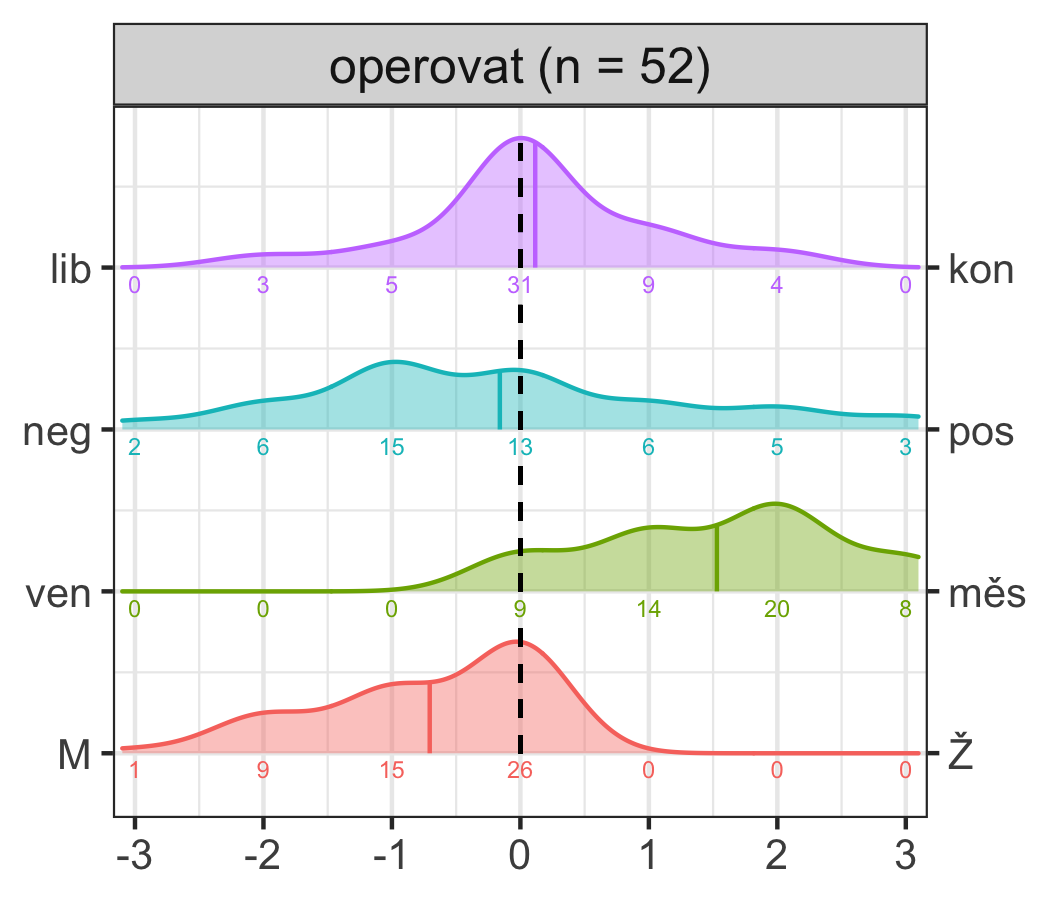 operovat (n = 52)
lib kon
0 3 5 31 9 4 0
neg pos
2 6 15 13 6 5 3
ven měs
0 0 0 9 14 20 8
M Ž
1 9 15 26 0 0 0
-3 -2 -1 0 1 2 3